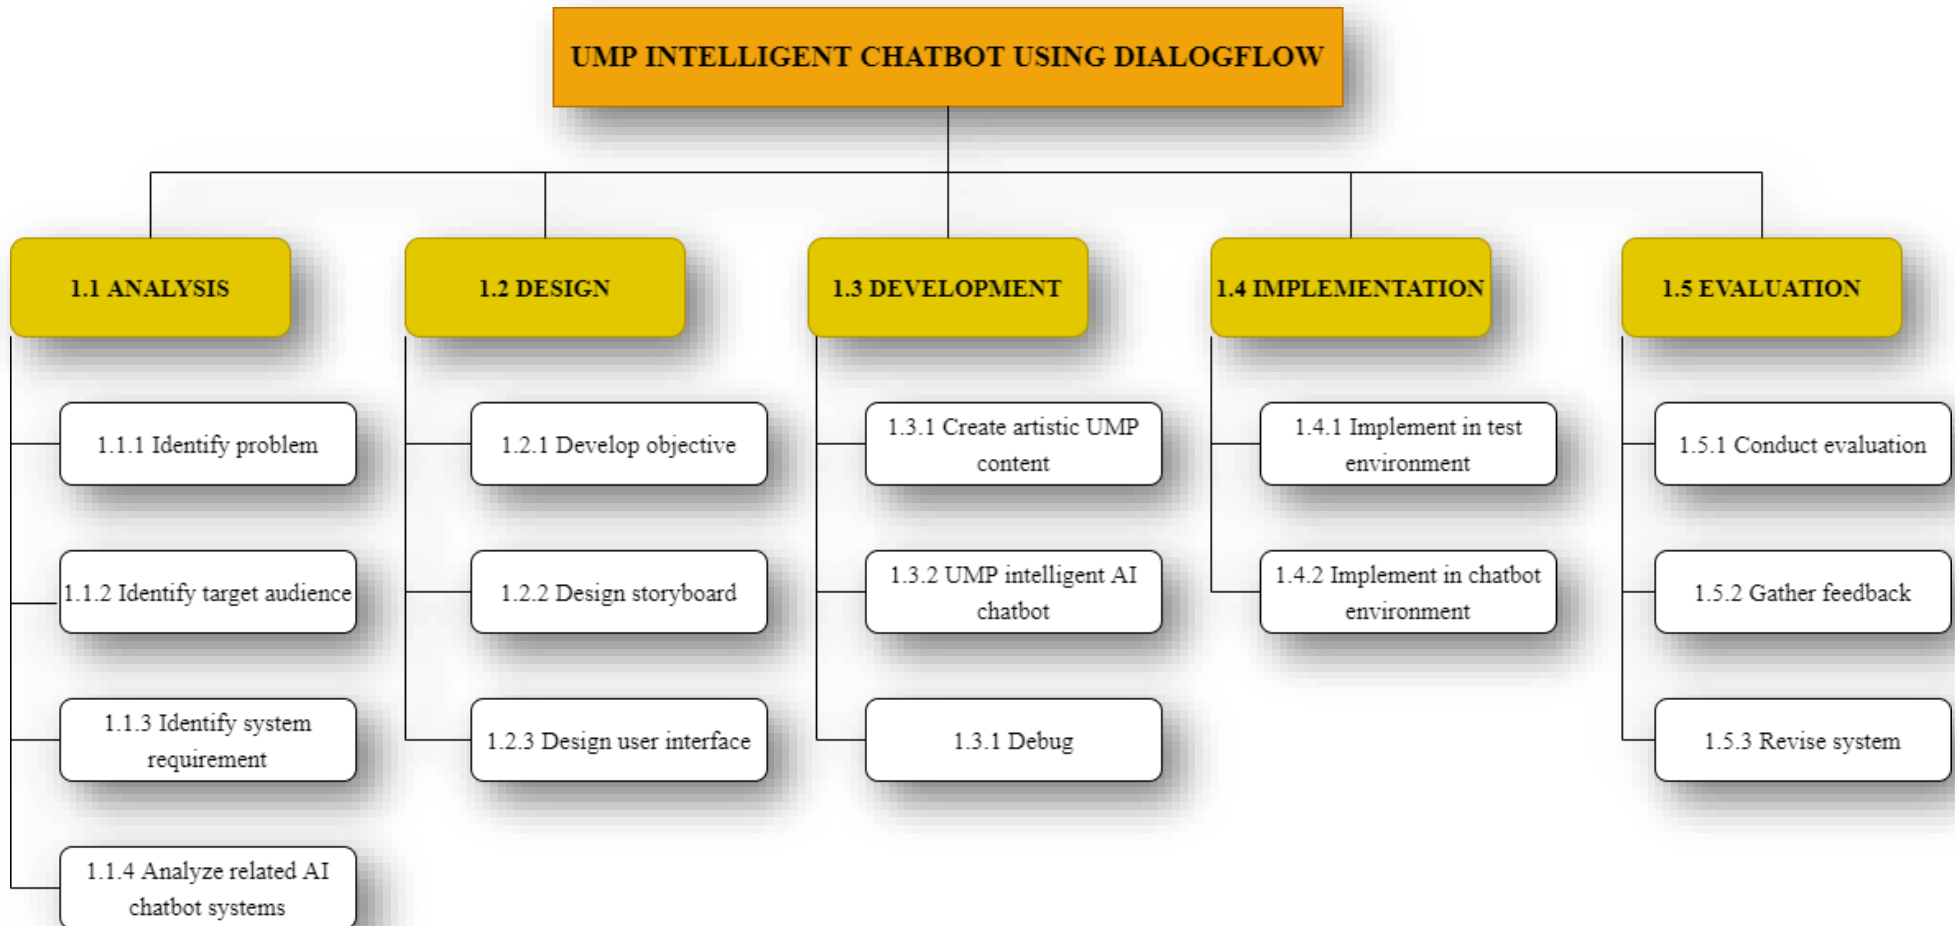 UMP INTELLIGENT CHATBOT USING DIALOGFLOW
1.1 ANALYSIS
1.1.1 Identify problem
1.1.2 Identify target audience
1.1.3 Identify system
requirement
1.1.4 Analyze related AI
chatbot systems
1.2 DESIGN
1.2.1 Develop objective
1.2.2 Design storyboard
1.2.3 Design user interface
1.3 DEVELOPMENT
1.3.1 Create artistic UMP
content
1.3.2 UMP intelligent AI
chatbot
1.3.1 Debug
1.4 IMPLEMENTATION
1.4.1 Implement in test
environment
1.4.2 Implement in chatbot
environment
1.5 EVALUATION
1.5.1 Conduct evaluation
1.5.2 Gather feedback
1.5.3 Revise system